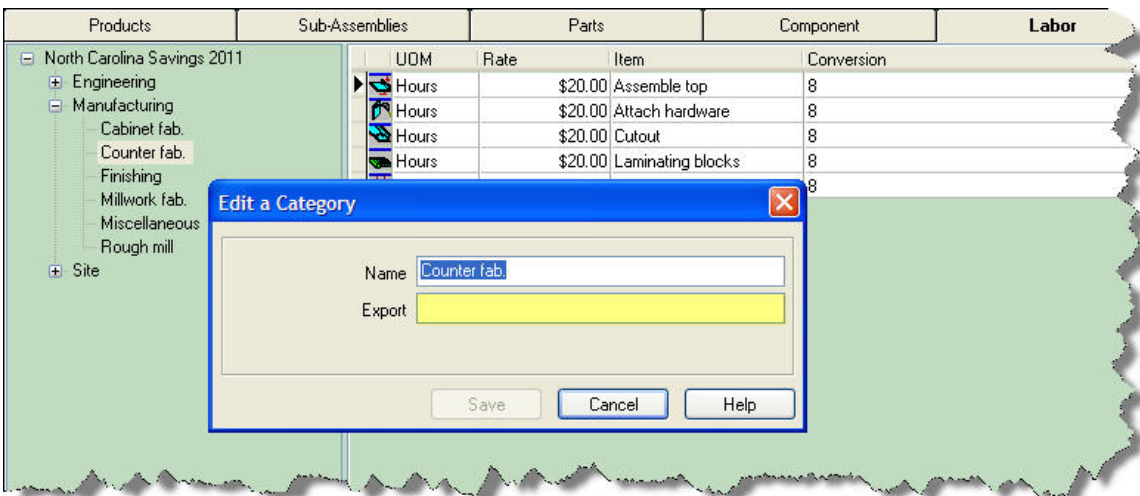 Products Sub-Assemblies Parts Component Labor
North Carolina Savings 2011
Engineering
Manufacturing
Cabinet fab.
Counter fab.
Finishing
Millwork fab.
Miscellaneous
Rough mill
Site
UOM Rate Item Conversion
Hours $20.00 Assemble top 8
Hours $20.00 Attach hardware 8
Hours $20.00 Cutout 8
Hours $20.00 Laminating blocks 8
8
Edit a Category
Name Counter fab.
Export
Save Cancel Help